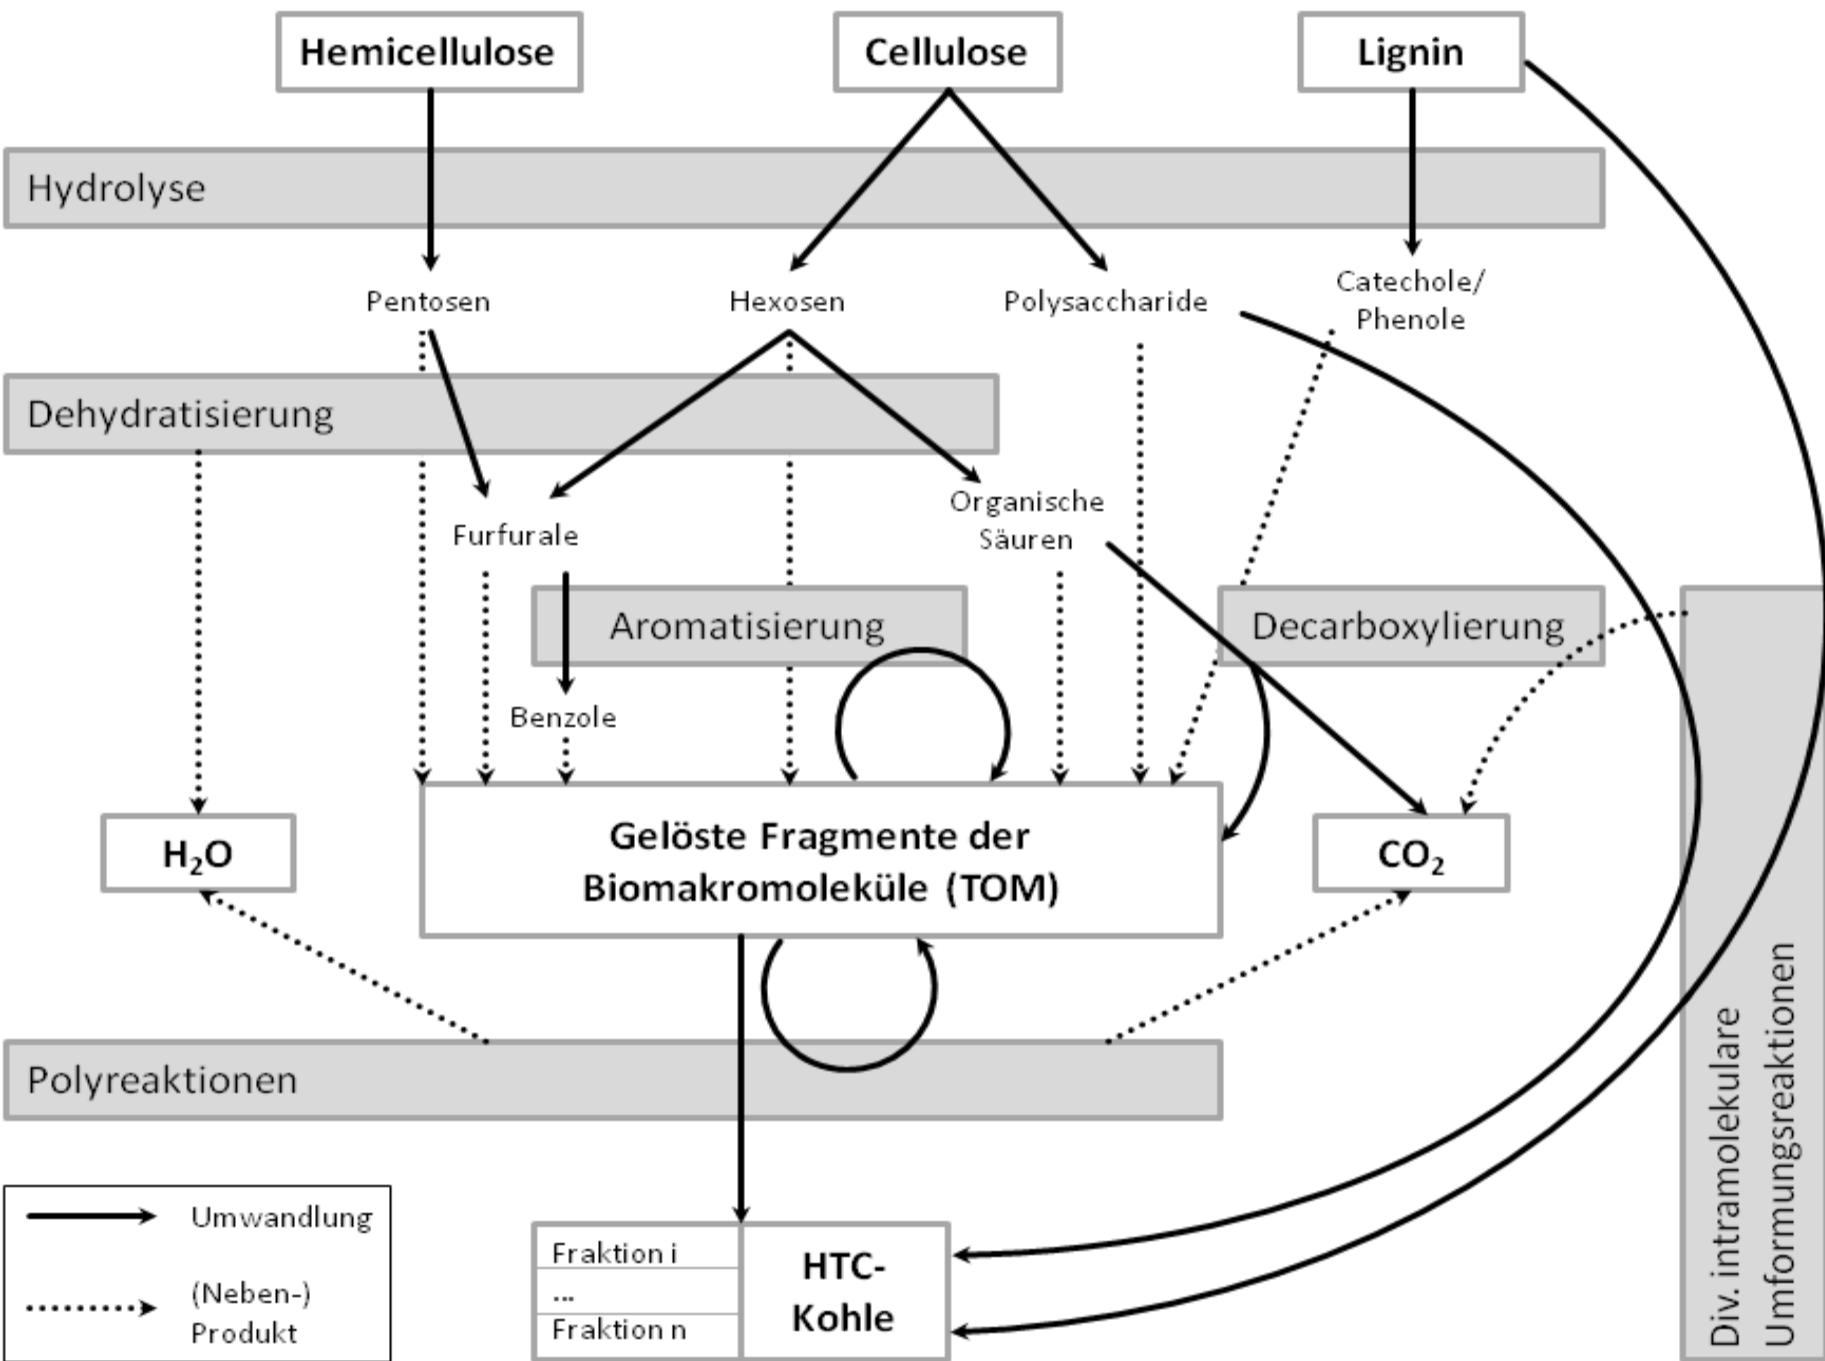 Hemicellulose
Cellulose
Lignin
Hydrolyse
Pentosen
Hexosen
Polysaccharide
Catechole/
Phenole
Dehydratisierung
Organische
Säuren
Furfurale
Aromatisierung
Decarboxylierung
Benzole
H₂O
Gelöste Fragmente der
Biomakromoleküle (TOM)
CO₂
Polyreaktionen
Div. intramolekulare
Umformungsreaktionen
Umwandlung
(Neben-)
Produkt
Fraktion i
...
Fraktion n
HTC-
Kohle